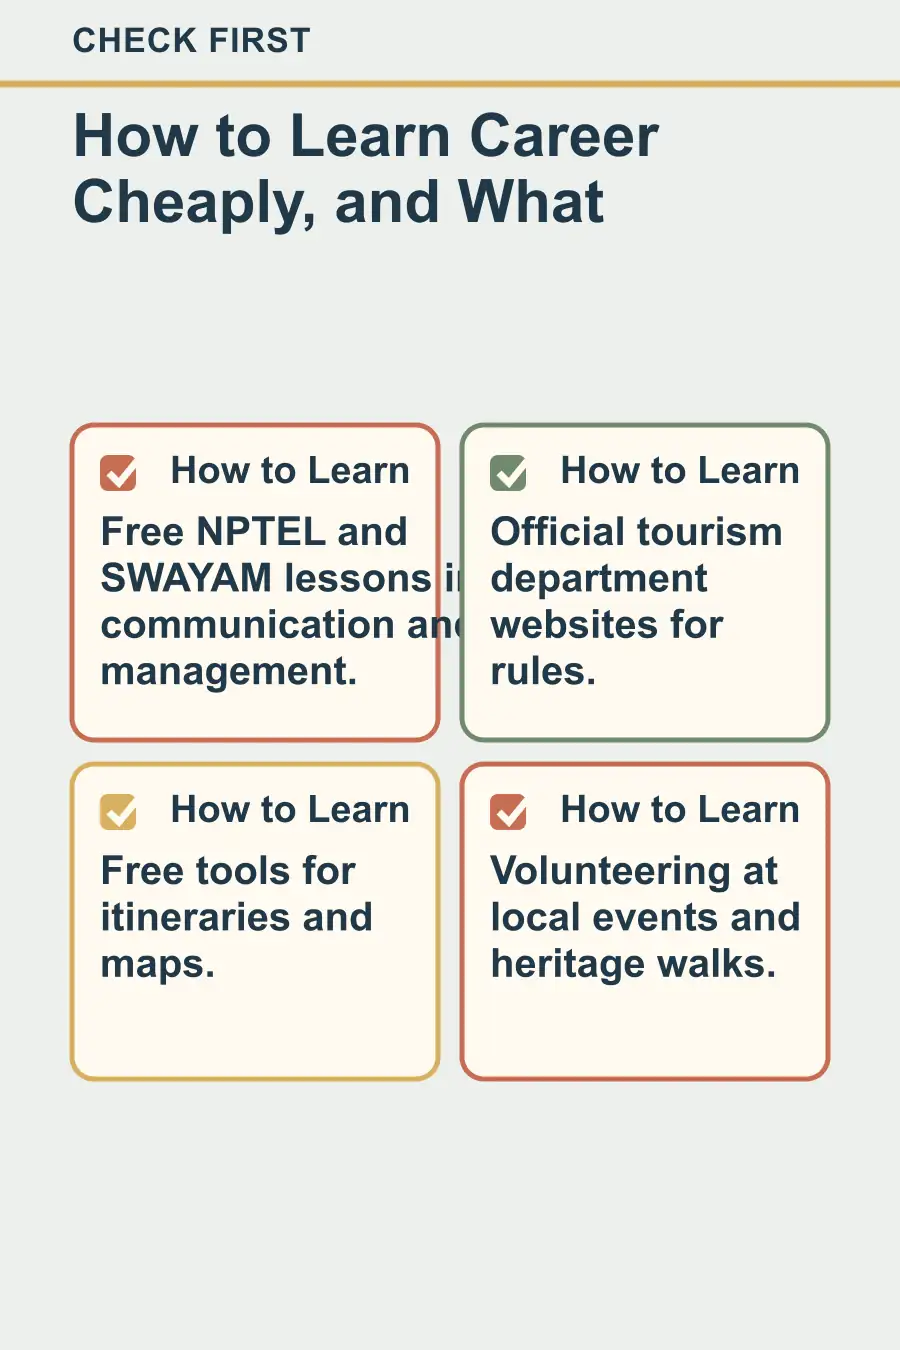 CHECK FIRST
How to Learn Career
Cheaply, and What
How to Learn
Free NPTEL and
SWAYAM lessons
communication
management.
How to Learn
Official tourism
department
websites for
rules.
How to Learn
Free tools for
itineraries and
maps.
How to Learn
Volunteering at
local events and
heritage walks.